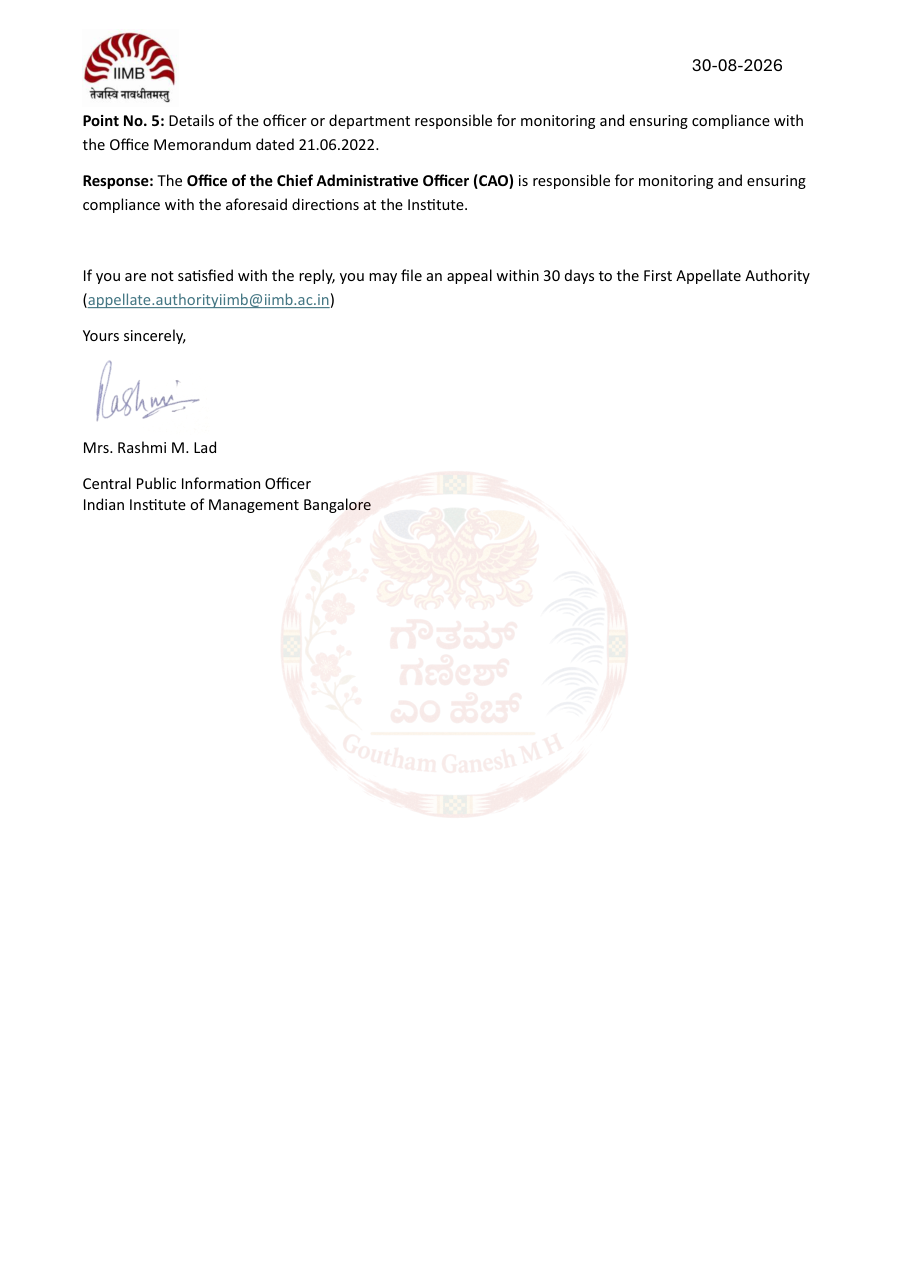 IIMB
तेजस्वि नावधीतमस्तु
30-08-2026
Point No. 5: Details of the officer or department responsible for monitoring and ensuring compliance with
the Office Memorandum dated 21.06.2022.
Response: The Office of the Chief Administrative Officer (CAO) is responsible for monitoring and ensuring
compliance with the aforesaid directions at the Institute.
If you are not satisfied with the reply, you may file an appeal within 30 days to the First Appellate Authority
(appellate.authorityiimb@iimb.ac.in)
Yours sincerely,
Rashmi
Mrs. Rashmi M. Lad
Central Public Information Officer
Indian Institute of Management Bangalore
ಗೌತಮ್
ಗಣೇಶ್
ಎಂ ಹೆಚ್
Goutham Ganesh M H